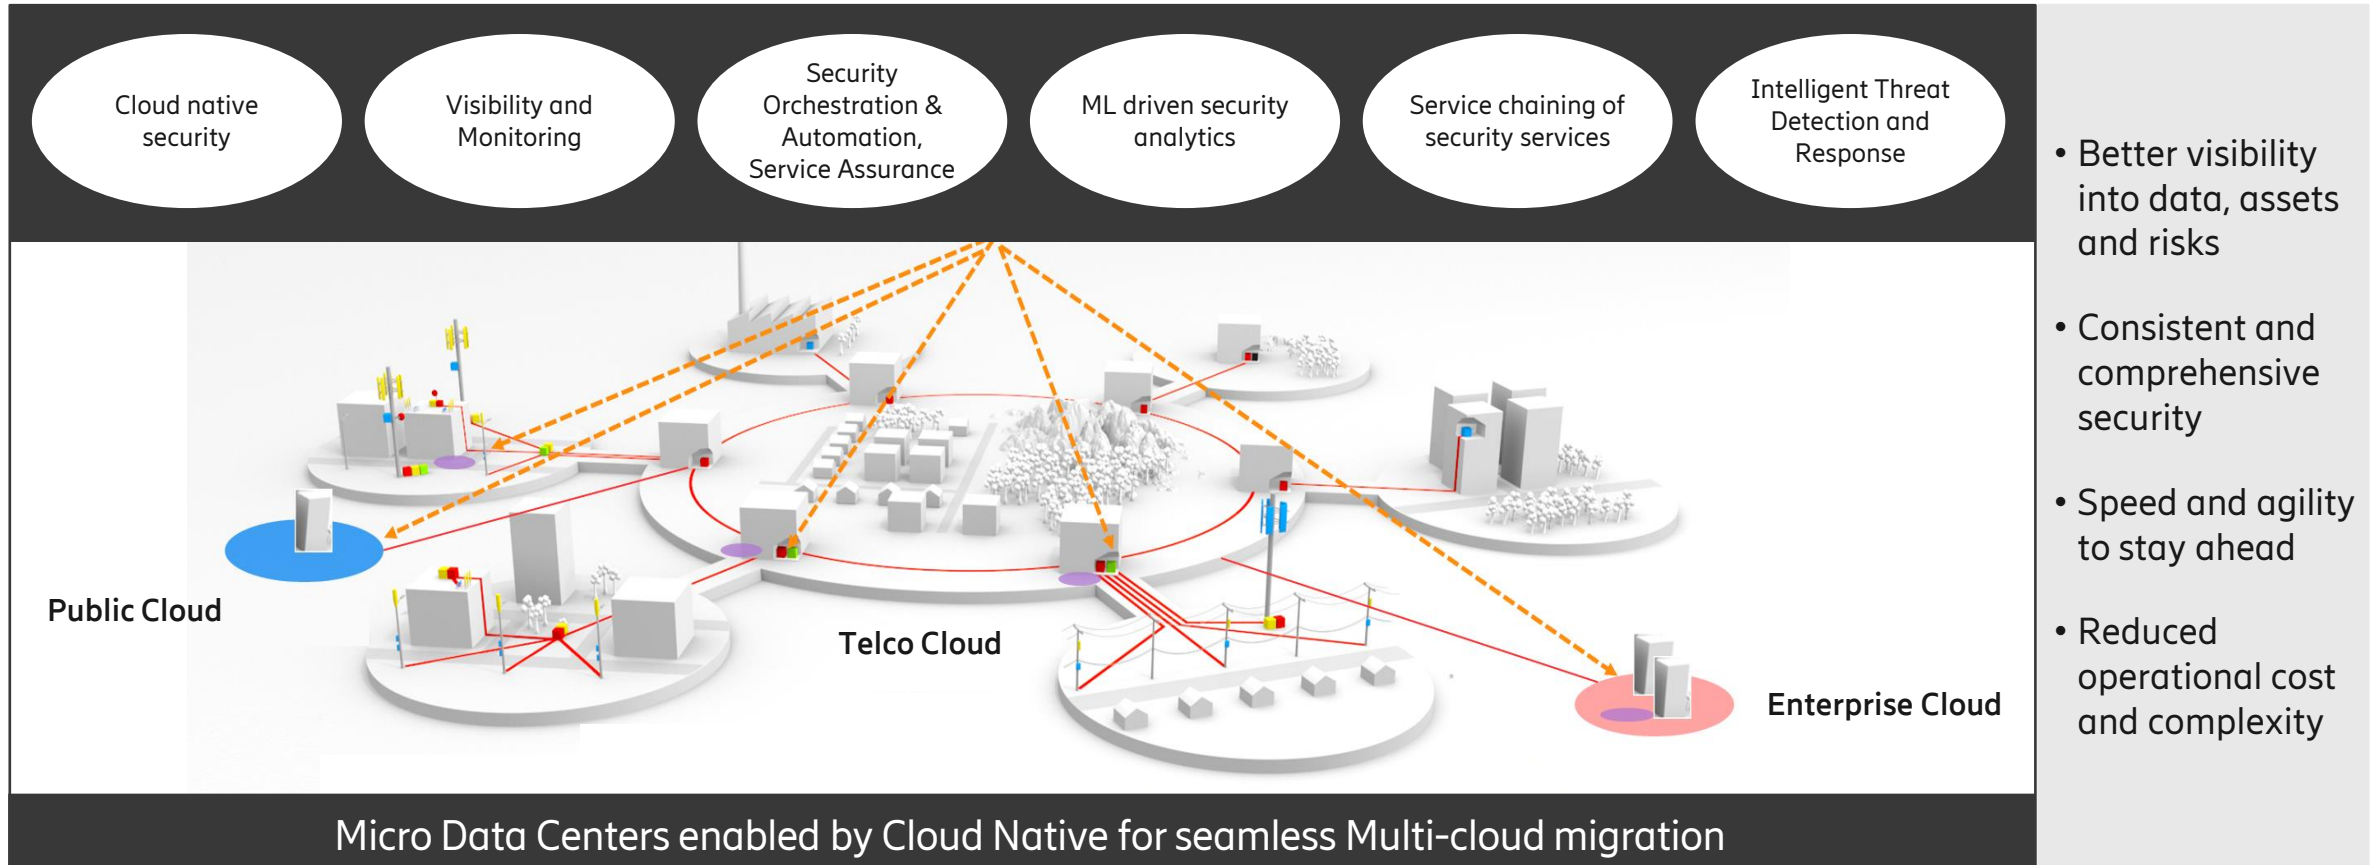 Cloud native
security
Visibility and
Monitoring
Security
Orchestration &
Automation,
Service Assurance
ML driven security
analytics
Service chaining of
security services
Intelligent Threat
Detection and
Response
• Better visibility
into data, assets
and risks
• Consistent and
comprehensive
security
• Speed and agility
to stay ahead
• Reduced
operational cost
and complexity
Public Cloud
Telco Cloud
Enterprise Cloud
Micro Data Centers enabled by Cloud Native for seamless Multi-cloud migration